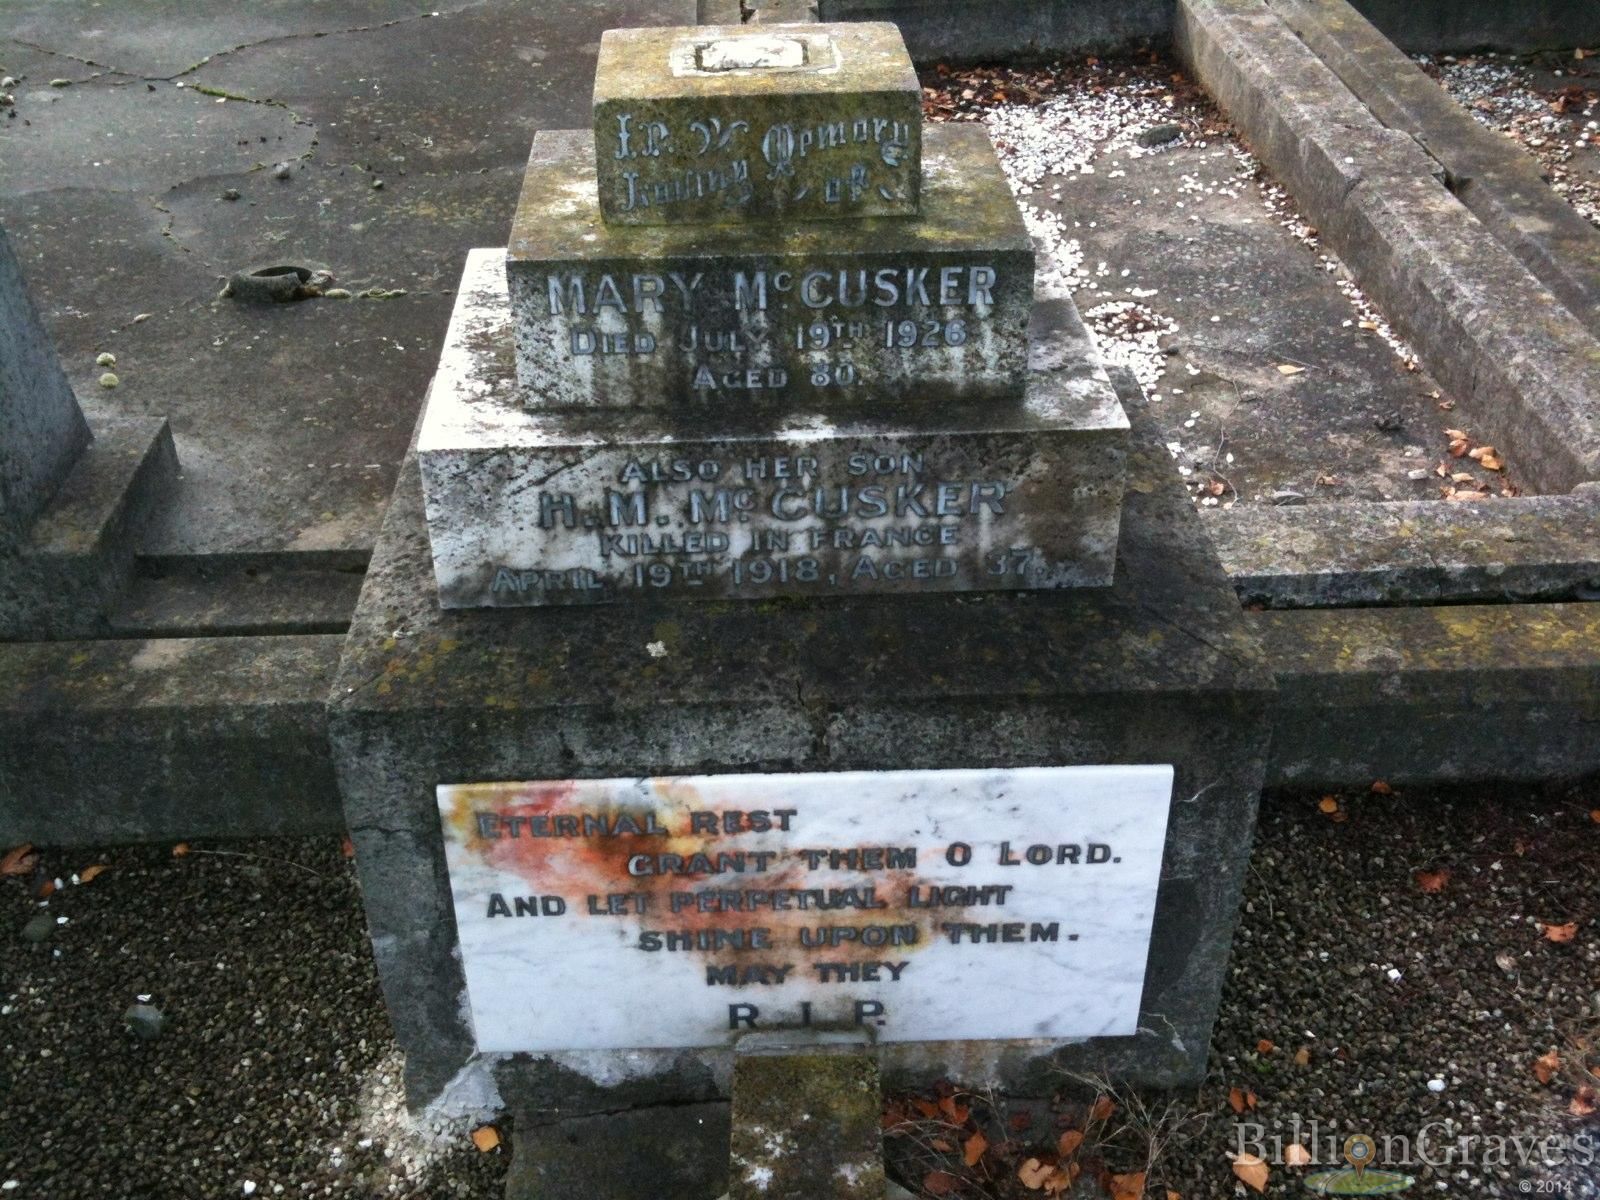 I.P. IN Memory
Loving OF
MARY McCUSKER
DIED JULY 19TH 1926
AGED 80.
ALSO HER SON
H. M. McCUSKER
KILLED IN FRANCE
APRIL 19TH 1918, AGED 37.
ETERNAL REST
GRANT THEM O LORD.
AND LET PERPETUAL LIGHT
SHINE UPON THEM.
MAY THEY
R. I. P.
BillionGraves
© 2014